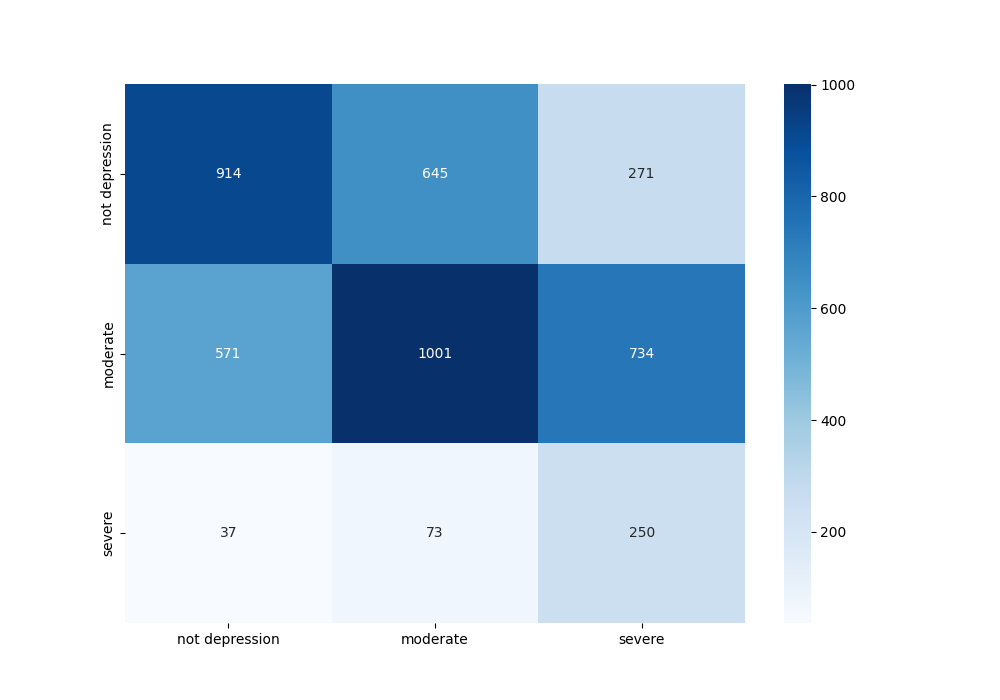 not depression
914 645 271
moderate
571 1001 734
severe
37 73 250
not depression moderate severe
1000
800
600
400
200